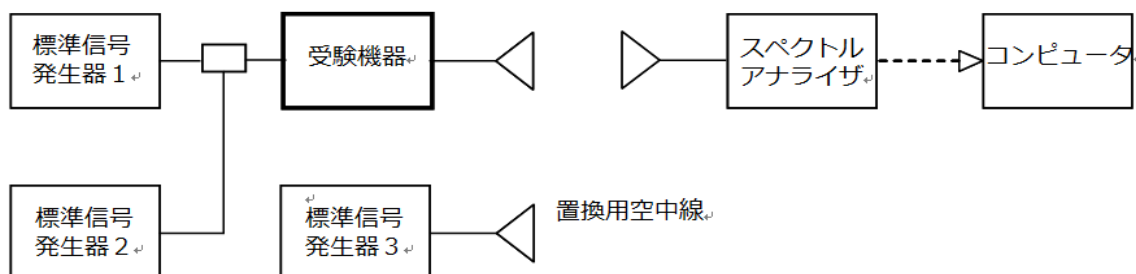 標準信号
発生器１
受験機器
スペクトル
アナライザ
コンピュータ
標準信号
発生器２
標準信号
発生器３
置換用空中線